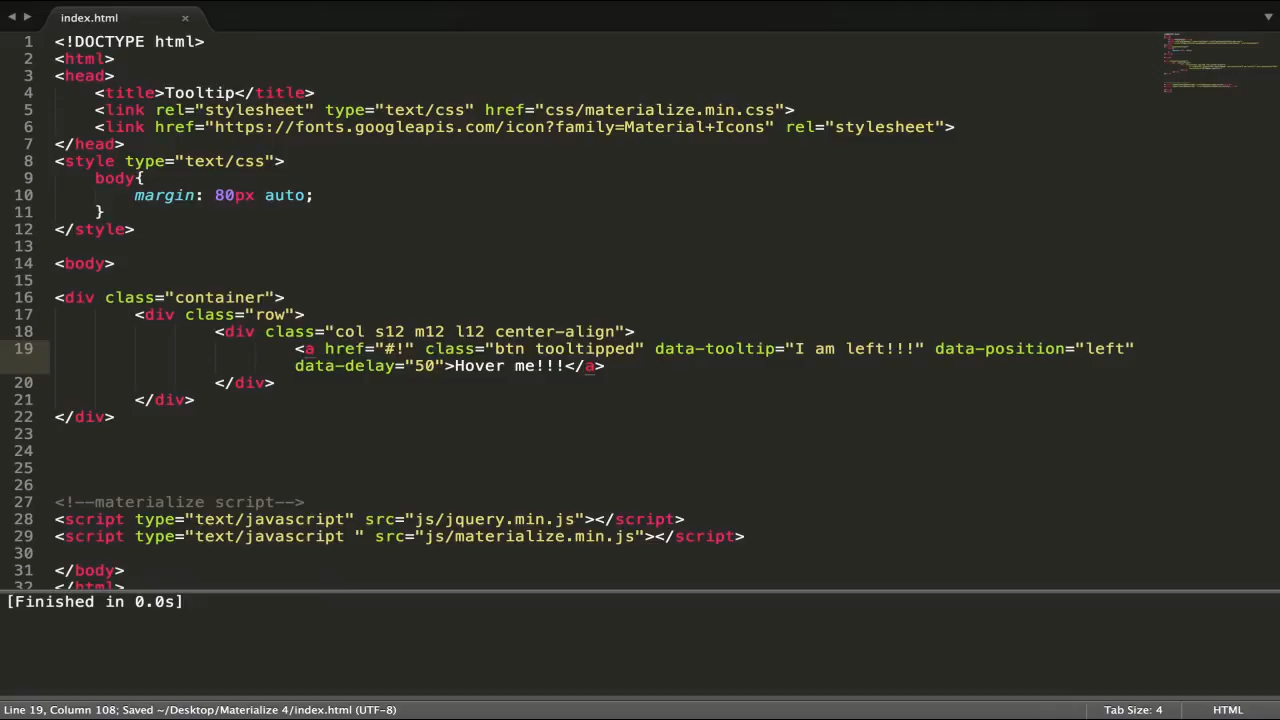 index.html
1 <!DOCTYPE html>
2 <html>
3 <head>
4 <title>Tooltip</title>
5 <link rel="stylesheet" type="text/css" href="css/materialize.min.css">
6 <link href="https://fonts.googleapis.com/icon?family=Material+Icons" rel="stylesheet">
7 </head>
8 <style type="text/css">
9 body{
10 margin: 80px auto;
11 }
12 </style>
13
14 <body>
15
16 <div class="container">
17 <div class="row">
18 <div class="col s12 m12 l12 center-align">
19 <a href="#!" class="btn tooltipped" data-tooltip="I am left!!!" data-position="left"
data-delay="50">Hover me!!!</a>
20 </div>
21 </div>
22 </div>
23
24
25
26
27 <!--materialize script-->
28 <script type="text/javascript" src="js/jquery.min.js"></script>
29 <script type="text/javascript " src="js/materialize.min.js"></script>
30
31 </body>
32 </html>
[Finished in 0.0s]
Line 19, Column 108; Saved ~/Desktop/Materialize 4/index.html (UTF-8) Tab Size: 4 HTML